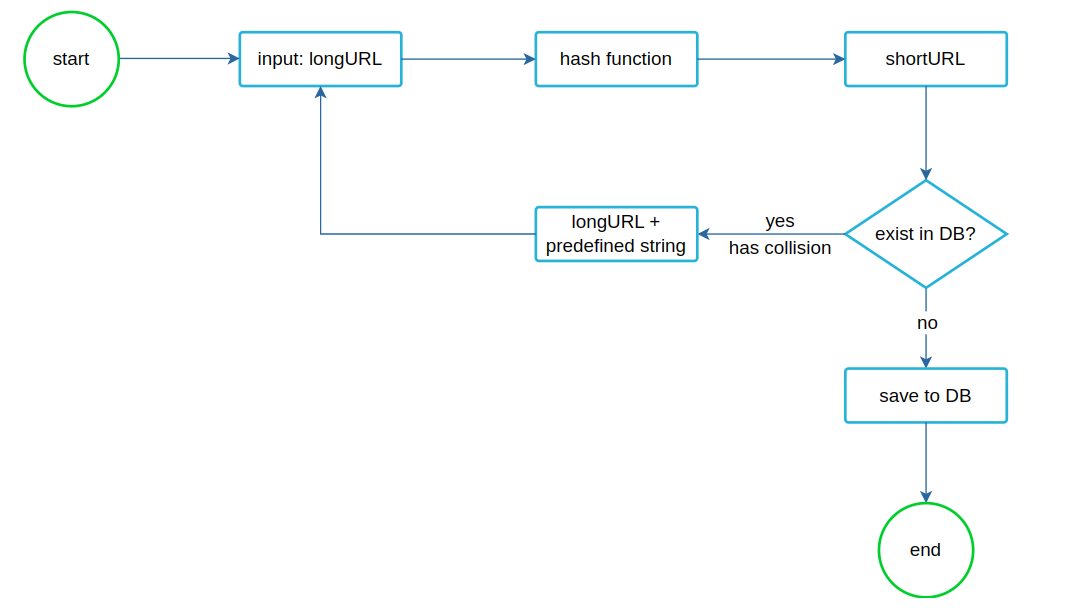 start
input: longURL
hash function
shortURL
longURL +
predefined string
yes
has collision
exist in DB?
no
save to DB
end